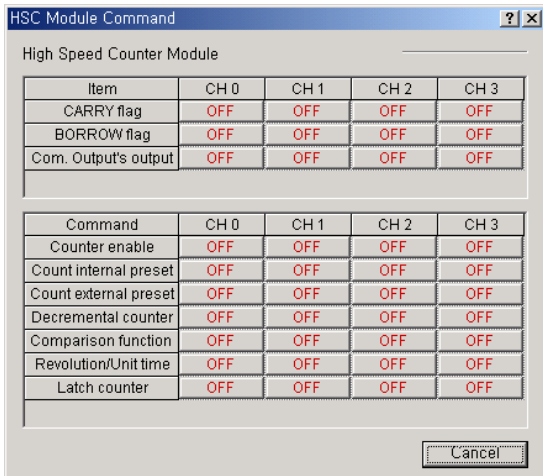 HSC Module Command
High Speed Counter Module
Item CH 0 CH 1 CH 2 CH 3
CARRY flag OFF OFF OFF OFF
BORROW flag OFF OFF OFF OFF
Com. Output's output OFF OFF OFF OFF
Command CH 0 CH 1 CH 2 CH 3
Counter enable OFF OFF OFF OFF
Count internal preset OFF OFF OFF OFF
Count external preset OFF OFF OFF OFF
Decremental counter OFF OFF OFF OFF
Comparison function OFF OFF OFF OFF
Revolution/Unit time OFF OFF OFF OFF
Latch counter OFF OFF OFF OFF
Cancel